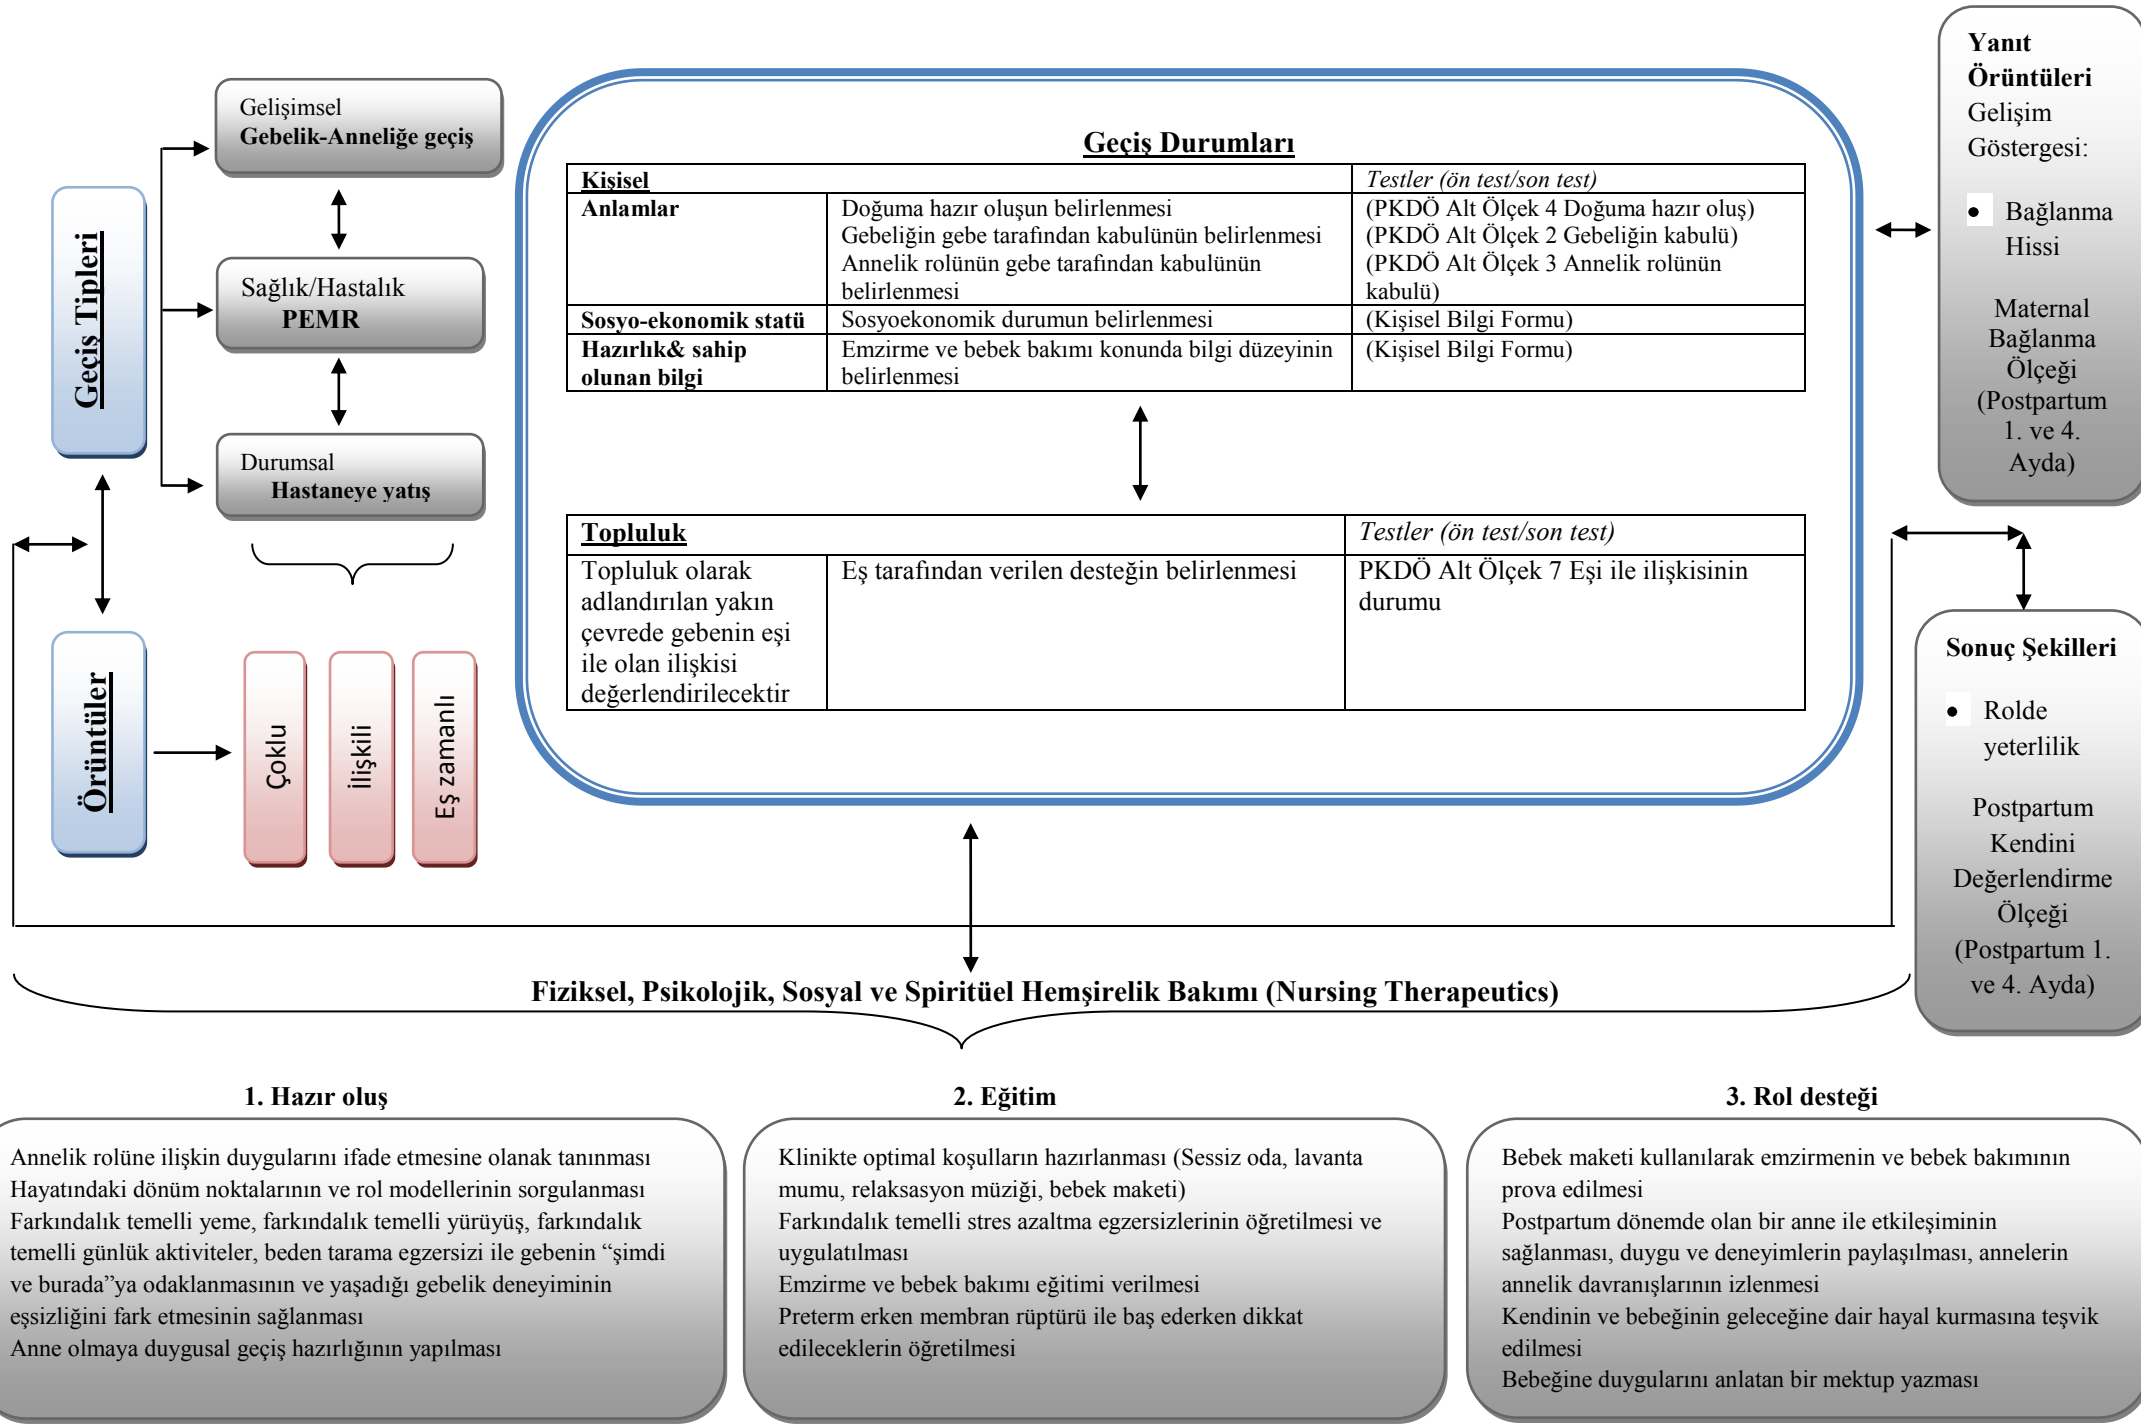 Geçiş Tipleri
Gelişimsel
Gebelik-Anneliğe geçiş
Sağlık/Hastalık
PEMR
Durumsal
Hastaneye yatış
Örüntüler
Çoklu
İlişkili
Eş zamanlı
Geçiş Durumları
Kişisel
Testler (ön test/son test)
Anlamlar
Doğuma hazır oluşun belirlenmesi
Gebeliğin gebe tarafından kabulünün belirlenmesi
Annelik rolünün gebe tarafından kabulünün
belirlenmesi
(PKDÖ Alt Ölçek 4 Doğuma hazır oluş)
(PKDÖ Alt Ölçek 2 Gebeliğin kabulü)
(PKDÖ Alt Ölçek 3 Annelik rolünün
kabulü)
Sosyo-ekonomik statü
Sosyoekonomik durumun belirlenmesi
(Kişisel Bilgi Formu)
Hazırlık& sahip
olunan bilgi
Emzirme ve bebek bakımı konunda bilgi düzeyinin
belirlenmesi
(Kişisel Bilgi Formu)
Topluluk
Testler (ön test/son test)
Topluluk olarak
adlandırılan yakın
çevrede gebenin eşi
ile olan ilişkisi
değerlendirilecektir
Eş tarafından verilen desteğin belirlenmesi
PKDÖ Alt Ölçek 7 Eşi ile ilişkisinin
durumu
Yanıt
Örüntüleri
Gelişim
Göstergesi:
• Bağlanma
Hissi
Maternal
Bağlanma
Ölçeği
(Postpartum
1. ve 4.
Ayda)
Sonuç Şekilleri
• Rolde
yeterlilik
Postpartum
Kendini
Değerlendirme
Ölçeği
(Postpartum 1.
ve 4. Ayda)
Fiziksel, Psikolojik, Sosyal ve Spiritüel Hemşirelik Bakımı (Nursing Therapeutics)
1. Hazır oluş
Annelik rolüne ilişkin duygularını ifade etmesine olanak tanınması
Hayatındaki dönüm noktalarının ve rol modellerinin sorgulanması
Farkındalık temelli yeme, farkındalık temelli yürüyüş, farkındalık
temelli günlük aktiviteler, beden tarama egzersizi ile gebenin “şimdi
ve burada”ya odaklanmasının ve yaşadığı gebelik deneyiminin
eşsizliğini fark etmesinin sağlanması
Anne olmaya duygusal geçiş hazırlığının yapılması
2. Eğitim
Klinikte optimal koşulların hazırlanması (Sessiz oda, lavanta
mumu, relaksasyon müziği, bebek maketi)
Farkındalık temelli stres azaltma egzersizlerinin öğretilmesi ve
uygulatılması
Emzirme ve bebek bakımı eğitimi verilmesi
Preterm erken membran rüptürü ile baş ederken dikkat
edileceklerin öğretilmesi
3. Rol desteği
Bebek maketi kullanılarak emzirmenin ve bebek bakımının
prova edilmesi
Postpartum dönemde olan bir anne ile etkileşiminin
sağlanması, duygu ve deneyimlerin paylaşılması, annelerin
annelik davranışlarının izlenmesi
Kendinin ve bebeğinin geleceğine dair hayal kurmasına teşvik
edilmesi
Bebeğine duygularını anlatan bir mektup yazması